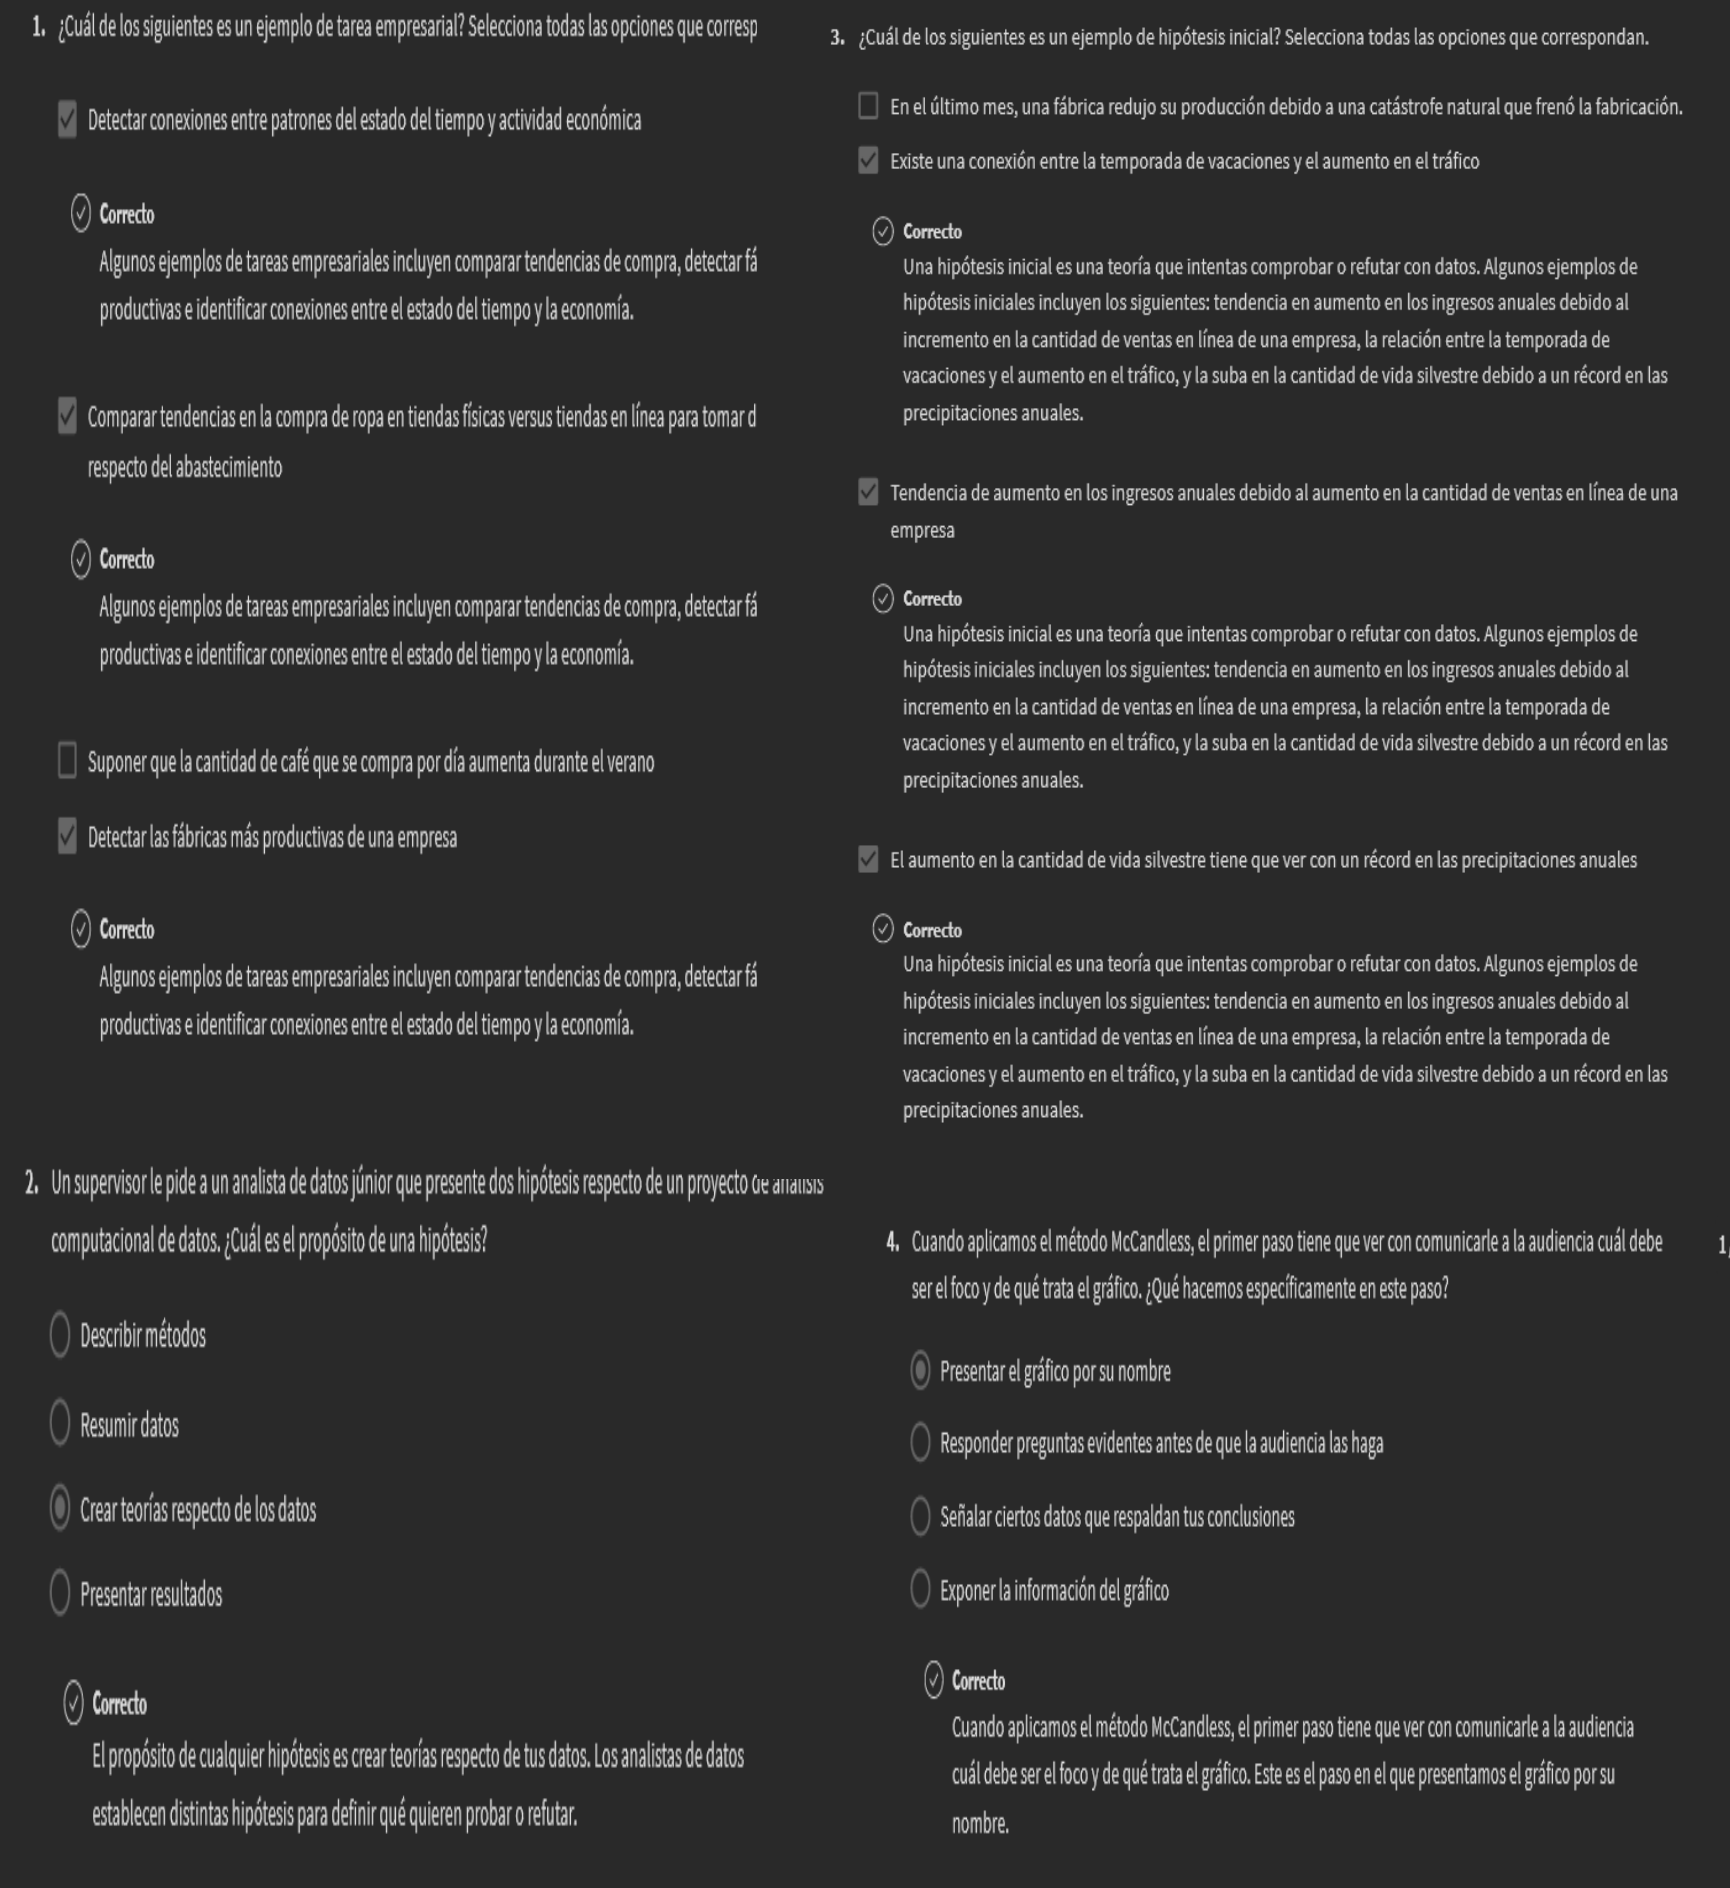 1. ¿Cuál de los siguientes es un ejemplo de tarea empresarial? Selecciona todas las opciones que corresp
Detectar conexiones entre patrones del estado del tiempo y actividad económica
Correcto
Algunos ejemplos de tareas empresariales incluyen comparar tendencias de compra, detectar fá
productivas e identificar conexiones entre el estado del tiempo y la economía.
Comparar tendencias en la compra de ropa en tiendas físicas versus tiendas en línea para tomar d
respecto del abastecimiento
Correcto
Algunos ejemplos de tareas empresariales incluyen comparar tendencias de compra, detectar fá
productivas e identificar conexiones entre el estado del tiempo y la economía.
Suponer que la cantidad de café que se compra por día aumenta durante el verano
Detectar las fábricas más productivas de una empresa
Correcto
Algunos ejemplos de tareas empresariales incluyen comparar tendencias de compra, detectar fá
productivas e identificar conexiones entre el estado del tiempo y la economía.
2. Un supervisor le pide a un analista de datos júnior que presente dos hipótesis respecto de un proyecto de análisis
computacional de datos. ¿Cuál es el propósito de una hipótesis?
Describir métodos
Resumir datos
Crear teorías respecto de los datos
Presentar resultados
Correcto
El propósito de cualquier hipótesis es crear teorías respecto de tus datos. Los analistas de datos
establecen distintas hipótesis para definir qué quieren probar o refutar.
3. ¿Cuál de los siguientes es un ejemplo de hipótesis inicial? Selecciona todas las opciones que correspondan.
En el último mes, una fábrica redujo su producción debido a una catástrofe natural que frenó la fabricación.
Existe una conexión entre la temporada de vacaciones y el aumento en el tráfico
Correcto
Una hipótesis inicial es una teoría que intentas comprobar o refutar con datos. Algunos ejemplos de
hipótesis iniciales incluyen los siguientes: tendencia en aumento en los ingresos anuales debido al
incremento en la cantidad de ventas en línea de una empresa, la relación entre la temporada de
vacaciones y el aumento en el tráfico, y la suba en la cantidad de vida silvestre debido a un récord en las
precipitaciones anuales.
Tendencia de aumento en los ingresos anuales debido al aumento en la cantidad de ventas en línea de una
empresa
Correcto
Una hipótesis inicial es una teoría que intentas comprobar o refutar con datos. Algunos ejemplos de
hipótesis iniciales incluyen los siguientes: tendencia en aumento en los ingresos anuales debido al
incremento en la cantidad de ventas en línea de una empresa, la relación entre la temporada de
vacaciones y el aumento en el tráfico, y la suba en la cantidad de vida silvestre debido a un récord en las
precipitaciones anuales.
El aumento en la cantidad de vida silvestre tiene que ver con un récord en las precipitaciones anuales
Correcto
Una hipótesis inicial es una teoría que intentas comprobar o refutar con datos. Algunos ejemplos de
hipótesis iniciales incluyen los siguientes: tendencia en aumento en los ingresos anuales debido al
incremento en la cantidad de ventas en línea de una empresa, la relación entre la temporada de
vacaciones y el aumento en el tráfico, y la suba en la cantidad de vida silvestre debido a un récord en las
precipitaciones anuales.
4. Cuando aplicamos el método McCandless, el primer paso tiene que ver con comunicarle a la audiencia cuál debe
ser el foco y de qué trata el gráfico. ¿Qué hacemos específicamente en este paso?
1
Presentar el gráfico por su nombre
Responder preguntas evidentes antes de que la audiencia las haga
Señalar ciertos datos que respaldan tus conclusiones
Exponer la información del gráfico
Correcto
Cuando aplicamos el método McCandless, el primer paso tiene que ver con comunicarle a la audiencia
cuál debe ser el foco y de qué trata el gráfico. Este es el paso en el que presentamos el gráfico por su
nombre.